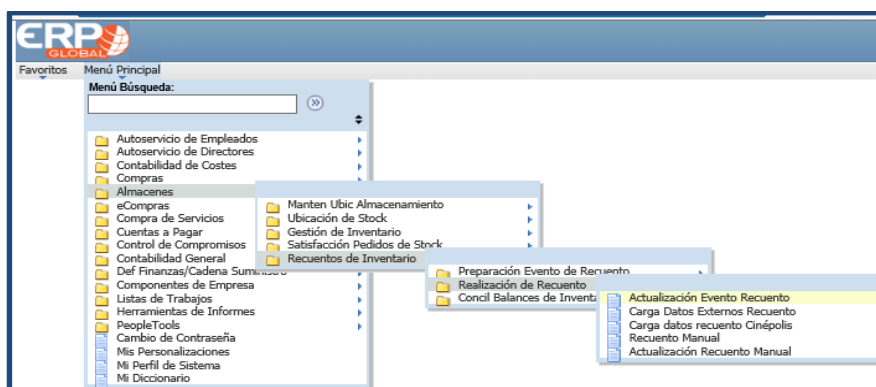 ERP
GLOBAL
Favoritos Menú Principal
Menú Búsqueda:
Autoservicio de Empleados
Autoservicio de Directores
Contabilidad de Costes
Compras
Almacenes
eCompras
Compra de Servicios
Cuentas a Pagar
Control de Compromisos
Contabilidad General
Def Finanzas/Cadena Suministro
Componentes de Empresa
Listas de Trabajos
Herramientas de Informes
PeopleTools
Cambio de Contraseña
Mis Personalizaciones
Mi Perfil de Sistema
Mi Diccionario
Manten Ubic Almacenamiento
Ubicación de Stock
Gestión de Inventario
Satisfacción Pedidos de Stock
Recuentos de Inventario
Preparación Evento de Recuento
Realización de Recuento
Concil Balances de Inventa
Actualización Evento Recuento
Carga Datos Externos Recuento
Carga datos recuento Cinépolis
Recuento Manual
Actualización Recuento Manual